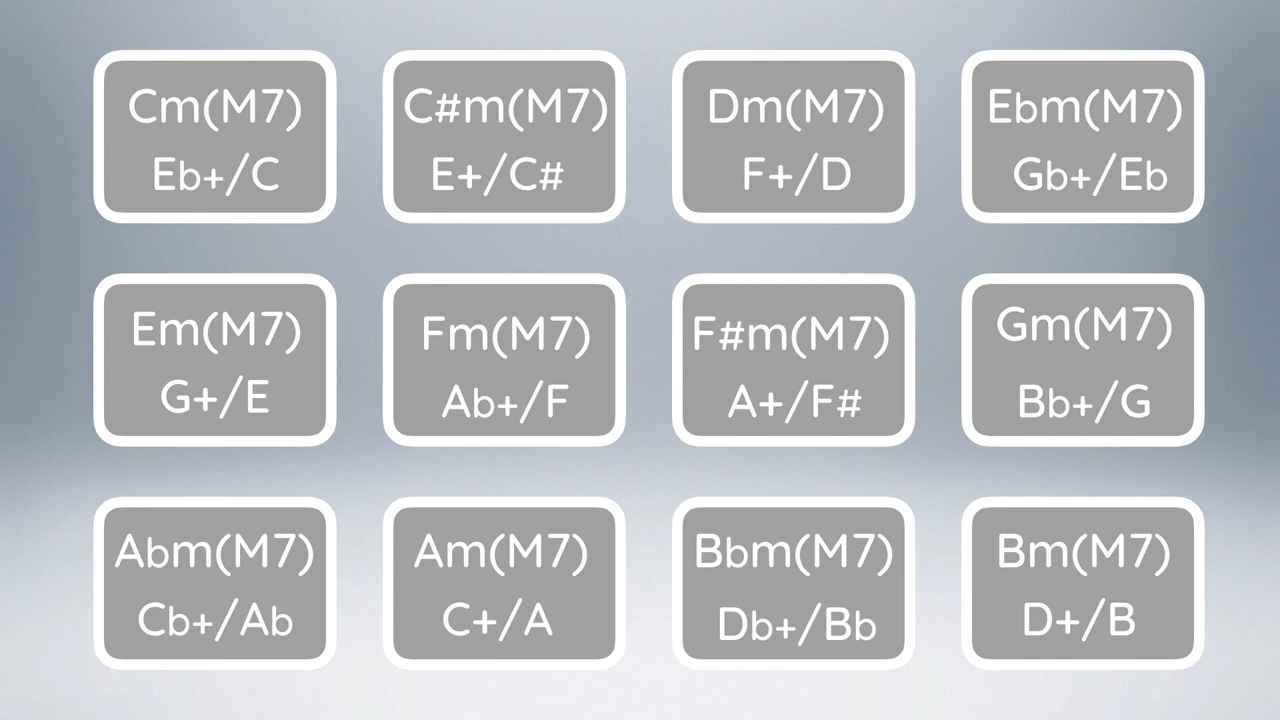 Cm(M7)
Eb+/C
C#m(M7)
E+/C#
Dm(M7)
F+/D
Ebm(M7)
Gb+/Eb
Em(M7)
G+/E
Fm(M7)
Ab+/F
F#m(M7)
A+/F#
Gm(M7)
Bb+/G
Abm(M7)
Cb+/Ab
Am(M7)
C+/A
Bbm(M7)
Db+/Bb
Bm(M7)
D+/B